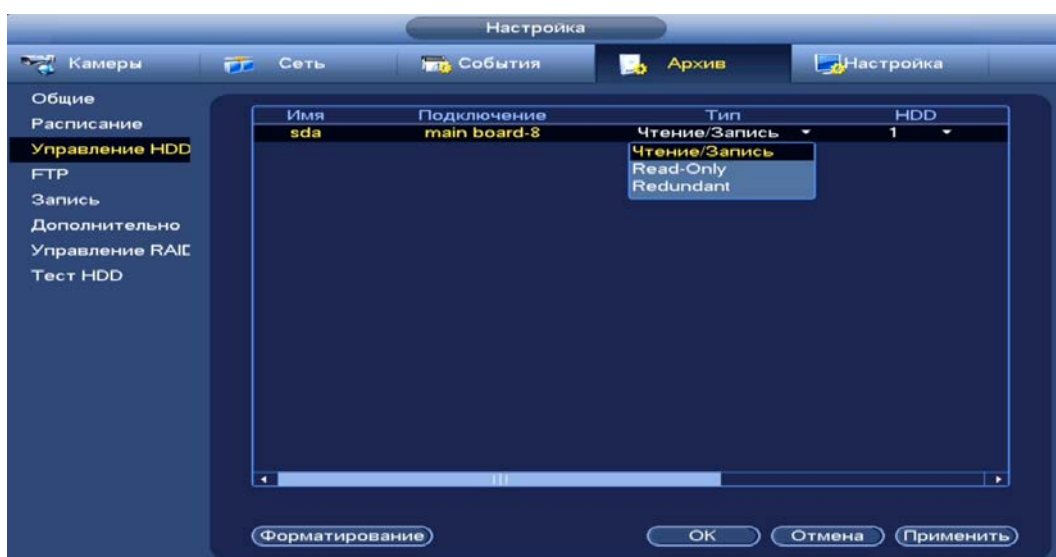 Настройка
Камеры Сеть События Архив Настройка
Общие
Расписание
Управление HDD
FTP
Запись
Дополнительно
Управление RAID
Тест HDD
Имя Подключение Тип HDD
sda main board-8 Чтение/Запись 1
Чтение/Запись
Read-Only
Redundant
Форматирование OK Отмена Применить